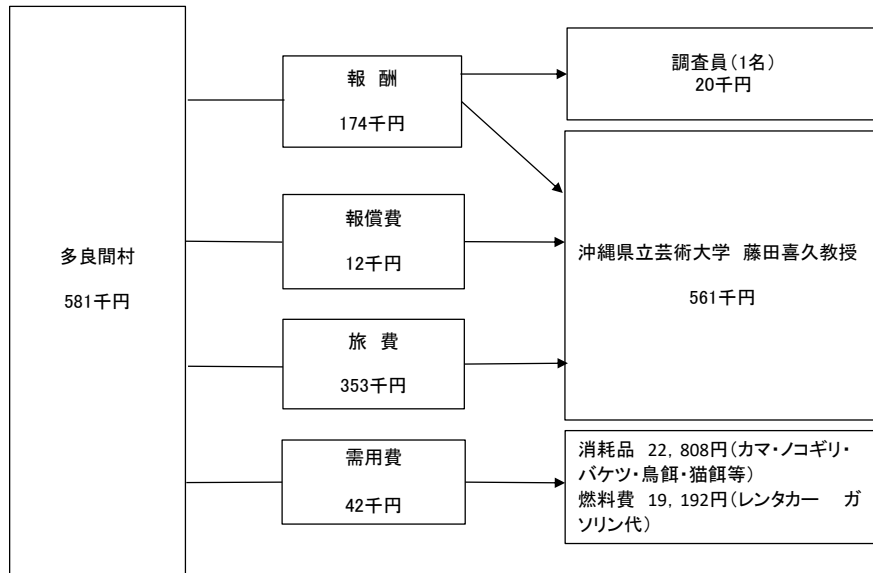 多良間村
581千円
報 酬
174千円
報償費
12千円
旅 費
353千円
需用費
42千円
調査員(1名)
20千円
沖縄県立芸術大学 藤田喜久教授
561千円
消耗品 22,808円(カマ・ノコギリ・
バケツ・鳥餌・猫餌等)
燃料費 19,192円(レンタカー ガ
ソリン代)